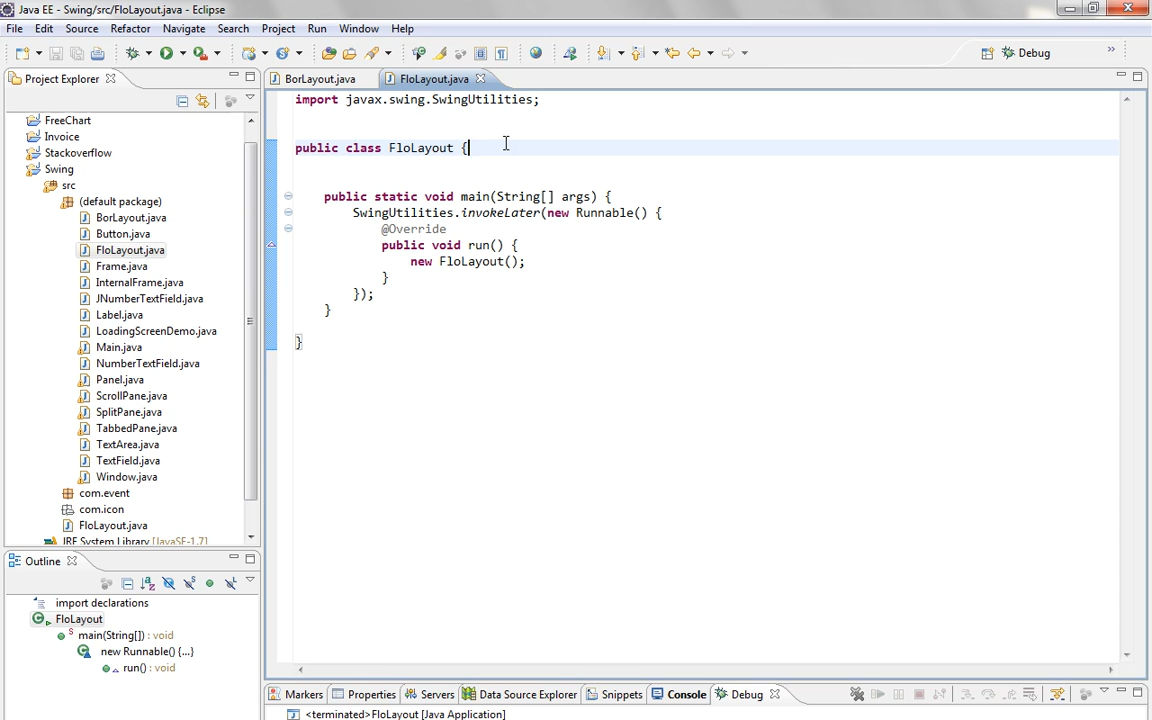 Java EE - Swing/src/FloLayout.java - Eclipse
File Edit Source Refactor Navigate Search Project Run Window Help
Debug
Project Explorer
FreeChart
Invoice
Stackoverflow
Swing
src
(default package)
BorLayout.java
Button.java
FloLayout.java
Frame.java
InternalFrame.java
JNumberTextField.java
Label.java
LoadingScreenDemo.java
Main.java
NumberTextField.java
Panel.java
ScrollPane.java
SplitPane.java
TabbedPane.java
TextArea.java
TextField.java
Window.java
com.event
com.icon
FloLayout.java
JRE System Library [JavaSE-1.7]
Outline
import declarations
FloLayout
main(String[]) : void
new Runnable() {...}
run() : void
BorLayout.java FloLayout.java
import javax.swing.SwingUtilities;
public class FloLayout {
public static void main(String[] args) {
SwingUtilities.invokeLater(new Runnable() {
@Override
public void run() {
new FloLayout();
}
});
}
}
Markers Properties Servers Data Source Explorer Snippets Console Debug
<terminated>FloLayout [Java Application]